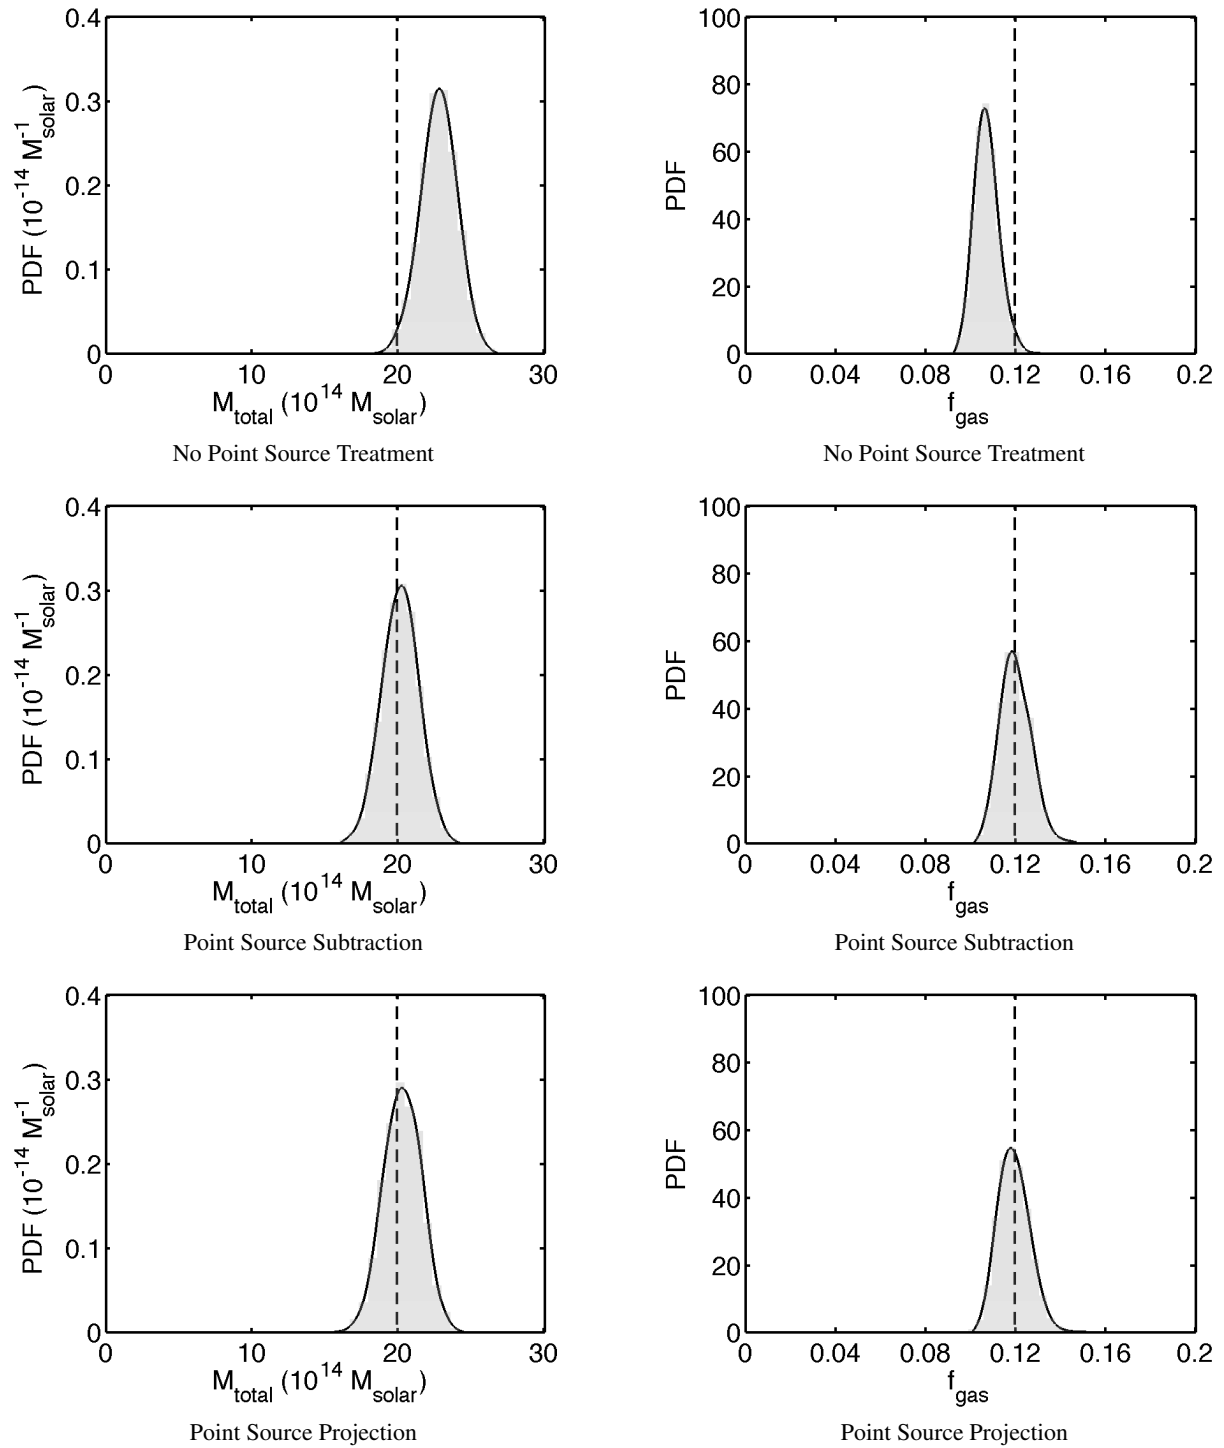 0.4 0.3 0.2 0.1 0
PDF (10^-14 M_solar^-1)
0 10 20 30
M_total (10^14 M_solar)
No Point Source Treatment
100 80 60 40 20 0
PDF
0 0.04 0.08 0.12 0.16 0.2
f_gas
No Point Source Treatment
0.4 0.3 0.2 0.1 0
PDF (10^-14 M_solar^-1)
0 10 20 30
M_total (10^14 M_solar)
Point Source Subtraction
100 80 60 40 20 0
PDF
0 0.04 0.08 0.12 0.16 0.2
f_gas
Point Source Subtraction
0.4 0.3 0.2 0.1 0
PDF (10^-14 M_solar^-1)
0 10 20 30
M_total (10^14 M_solar)
Point Source Projection
100 80 60 40 20 0
PDF
0 0.04 0.08 0.12 0.16 0.2
f_gas
Point Source Projection